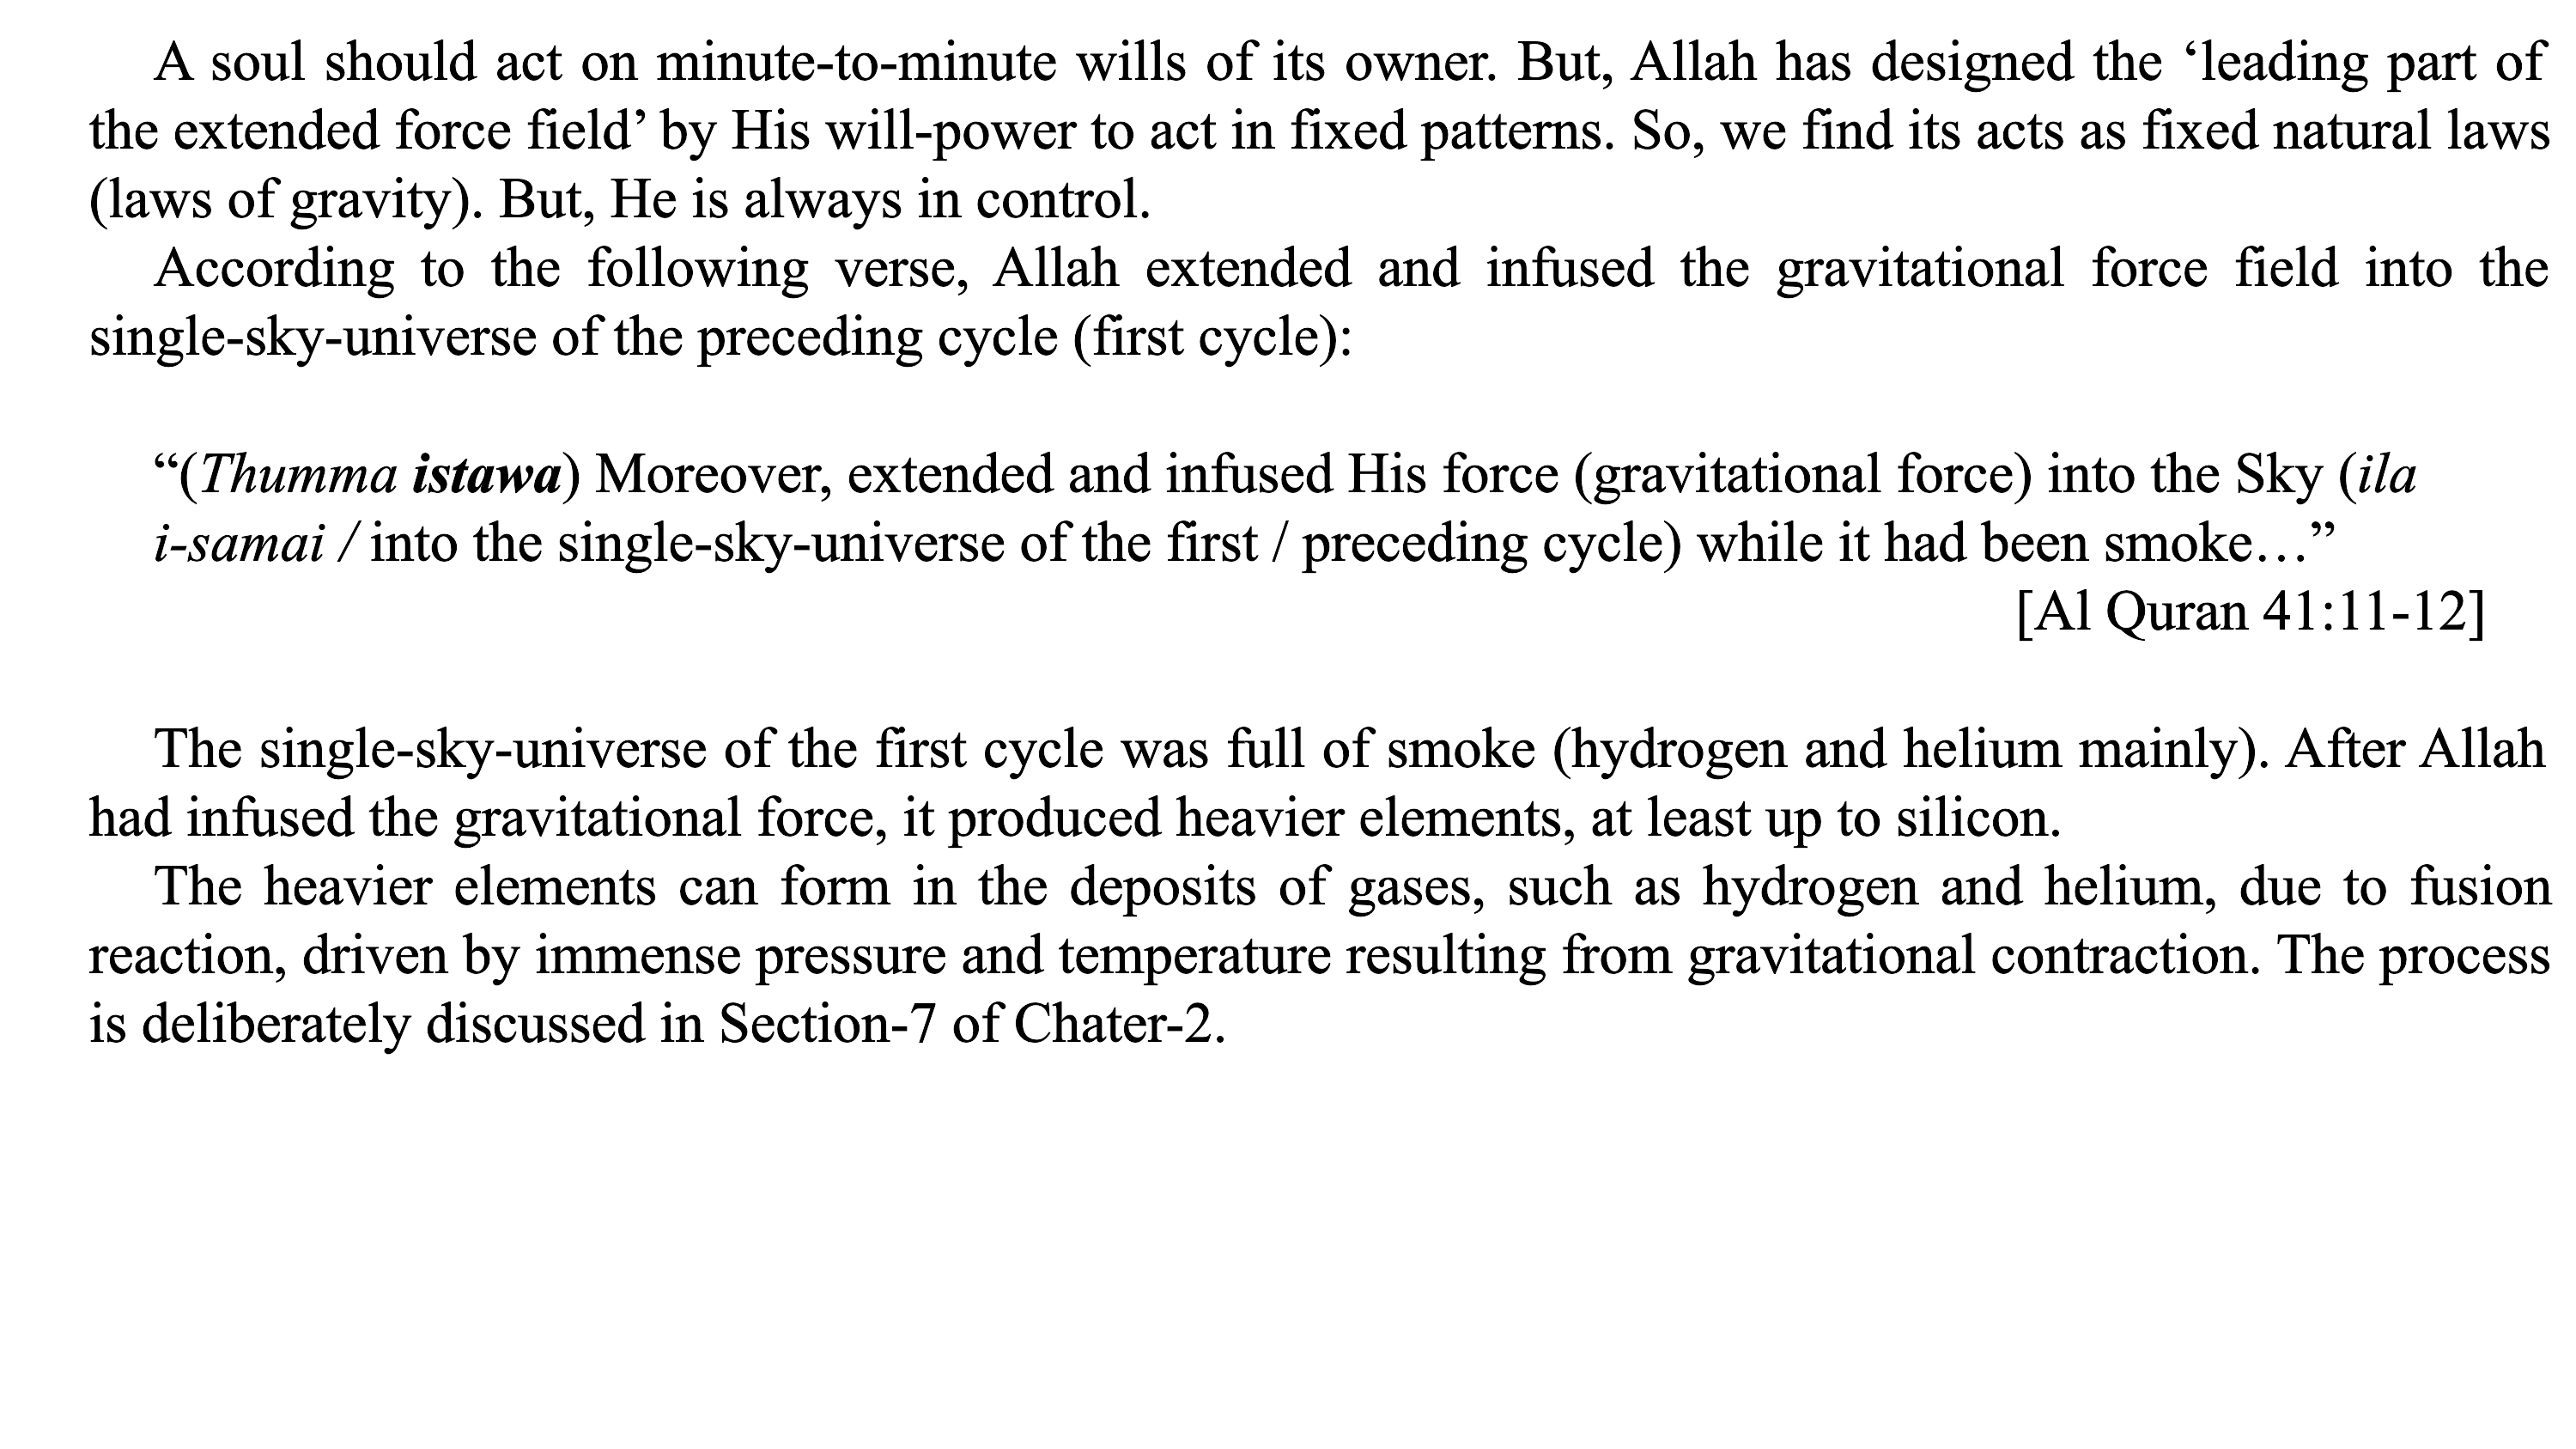 A soul should act on minute-to-minute wills of its owner. But, Allah has designed the ‘leading part of
the extended force field’ by His will-power to act in fixed patterns. So, we find its acts as fixed natural laws
(laws of gravity). But, He is always in control.
According to the following verse, Allah extended and infused the gravitational force field into the
single-sky-universe of the preceding cycle (first cycle):
“(Thumma istawa) Moreover, extended and infused His force (gravitational force) into the Sky (ila
i-samai / into the single-sky-universe of the first / preceding cycle) while it had been smoke…”
[Al Quran 41:11-12]
The single-sky-universe of the first cycle was full of smoke (hydrogen and helium mainly). After Allah
had infused the gravitational force, it produced heavier elements, at least up to silicon.
The heavier elements can form in the deposits of gases, such as hydrogen and helium, due to fusion
reaction, driven by immense pressure and temperature resulting from gravitational contraction. The process
is deliberately discussed in Section-7 of Chater-2.